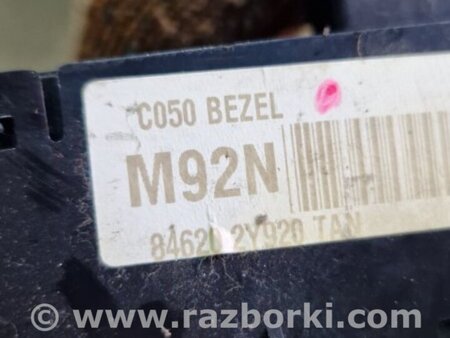 C050 BEZEL
M92N
84620 2Y920 TAN
www.razborki.com